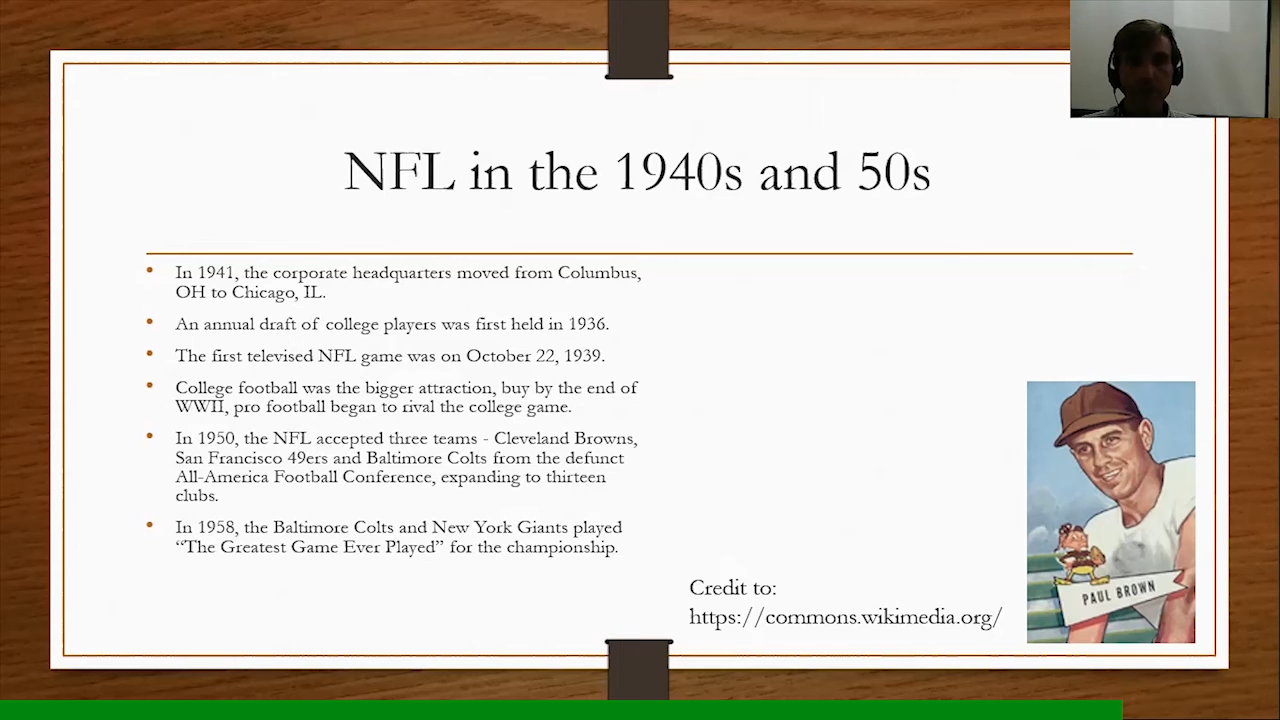 NFL in the 1940s and 50s
• In 1941, the corporate headquarters moved from Columbus,
OH to Chicago, IL.
• An annual draft of college players was first held in 1936.
• The first televised NFL game was on October 22, 1939.
• College football was the bigger attraction, buy by the end of
WWII, pro football began to rival the college game.
• In 1950, the NFL accepted three teams - Cleveland Browns,
San Francisco 49ers and Baltimore Colts from the defunct
All-America Football Conference, expanding to thirteen
clubs.
• In 1958, the Baltimore Colts and New York Giants played
“The Greatest Game Ever Played” for the championship.
Credit to:
https://commons.wikimedia.org/
PAUL BROWN